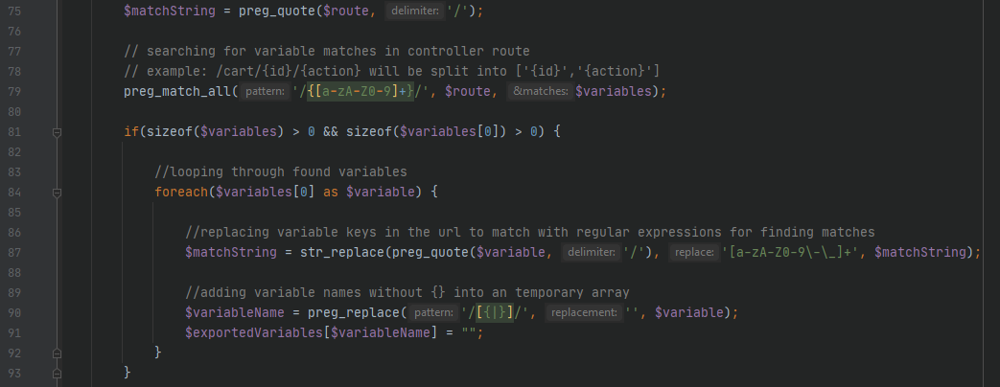 75 $matchString = preg_quote($route, delimiter: '/');
76
77 // searching for variable matches in controller route
78 // example: /cart/{id}/{action} will be split into ['{id}','{action}']
79 preg_match_all( pattern: '/{[a-zA-Z0-9]+}/', $route, &matches: $variables);
80
81 if(sizeof($variables) > 0 && sizeof($variables[0]) > 0) {
82
83 //looping through found variables
84 foreach($variables[0] as $variable) {
85
86 //replacing variable keys in the url to match with regular expressions for finding matches
87 $matchString = str_replace(preg_quote($variable, delimiter: '/'), replace: '[a-zA-Z0-9\-\_]+', $matchString);
88
89 //adding variable names without {} into an temporary array
90 $variableName = preg_replace( pattern: '/[{|}]/', replacement: '', $variable);
91 $exportedVariables[$variableName] = "";
92 }
93 }